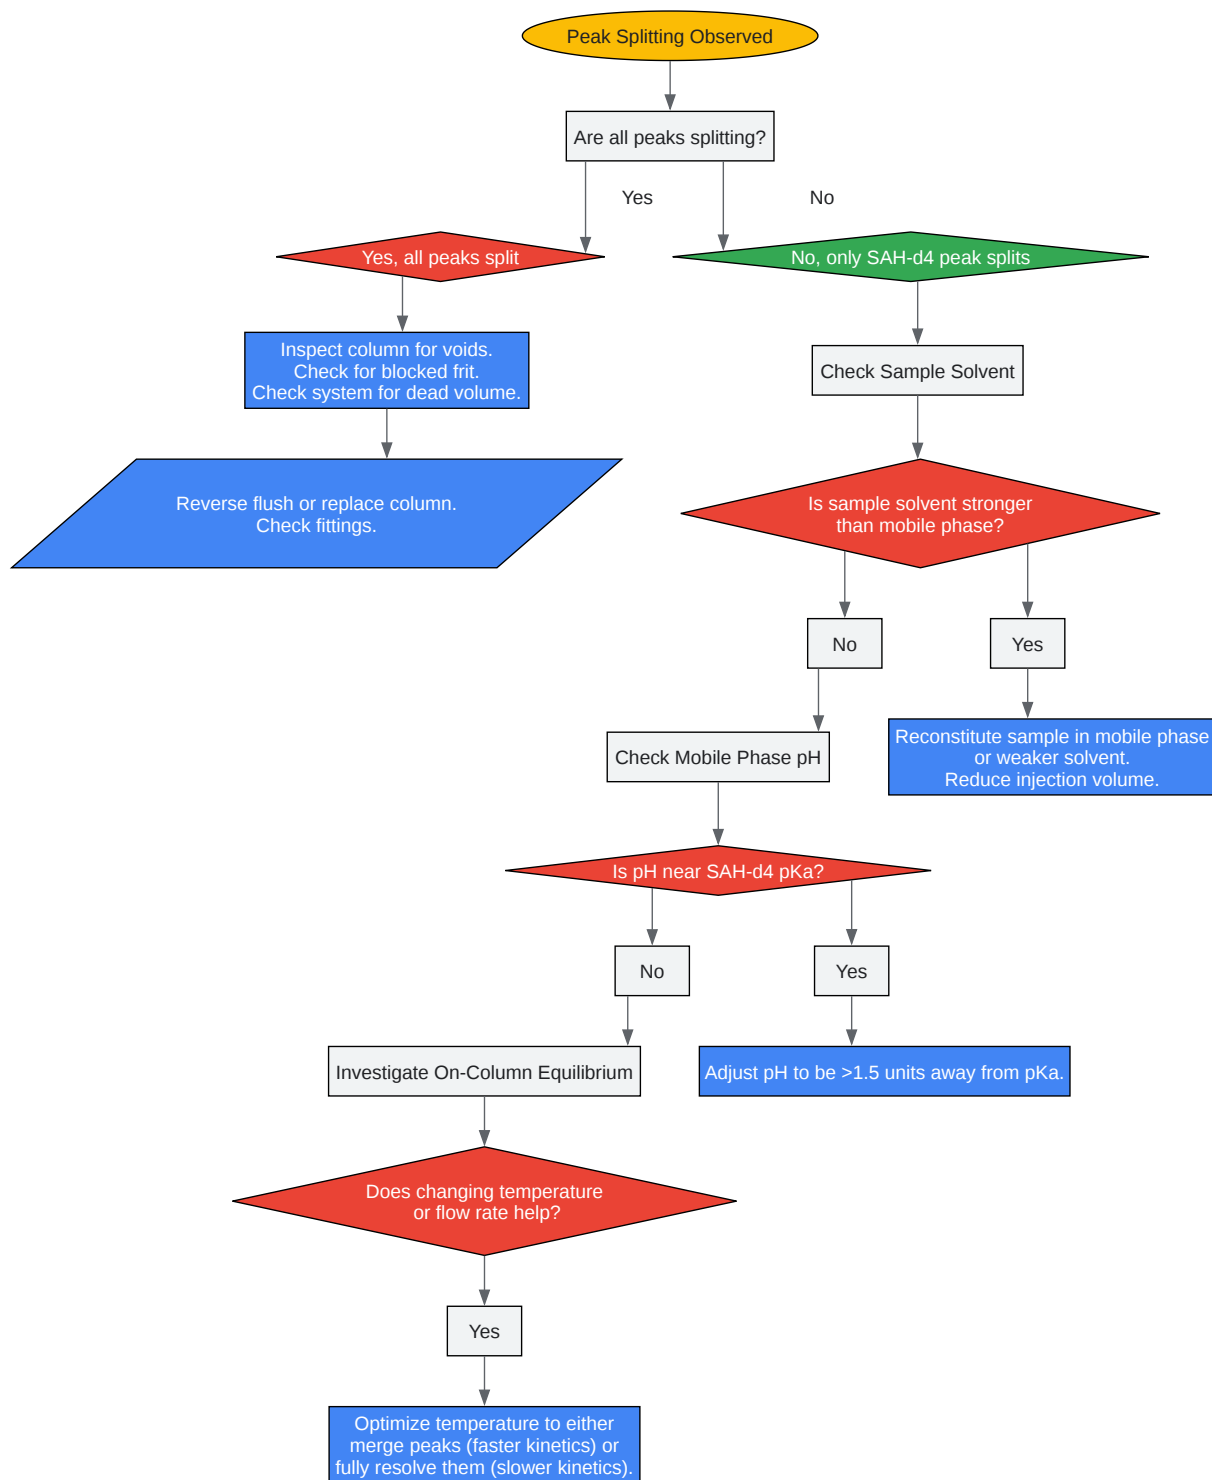 Peak Splitting Observed
Are all peaks splitting?
Yes
No
Yes, all peaks split
No, only SAH-d4 peak splits
Inspect column for voids.
Check for blocked frit.
Check system for dead volume.
Check Sample Solvent
Reverse flush or replace column.
Check fittings.
Is sample solvent stronger
than mobile phase?
No
Yes
Check Mobile Phase pH
Reconstitute sample in mobile phase
or weaker solvent.
Reduce injection volume.
Is pH near SAH-d4 pKa?
No
Yes
Investigate On-Column Equilibrium
Adjust pH to be >1.5 units away from pKa.
Does changing temperature
or flow rate help?
Yes
Optimize temperature to either
merge peaks (faster kinetics) or
fully resolve them (slower kinetics).